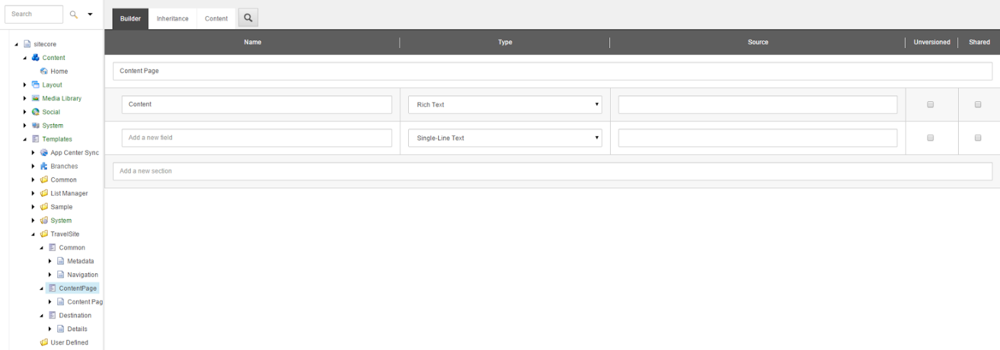 Search
Builder
Inheritance
Content
Name
Type
Source
Unversioned
Shared
sitecore
Content
Home
Layout
Media Library
Social
System
Templates
App Center Sync
Branches
Common
List Manager
Sample
System
TravelSite
Common
Metadata
Navigation
ContentPage
Content Pag
Destination
Details
User Defined
Content Page
Content
Rich Text
Add a new field
Single-Line Text
Add a new section